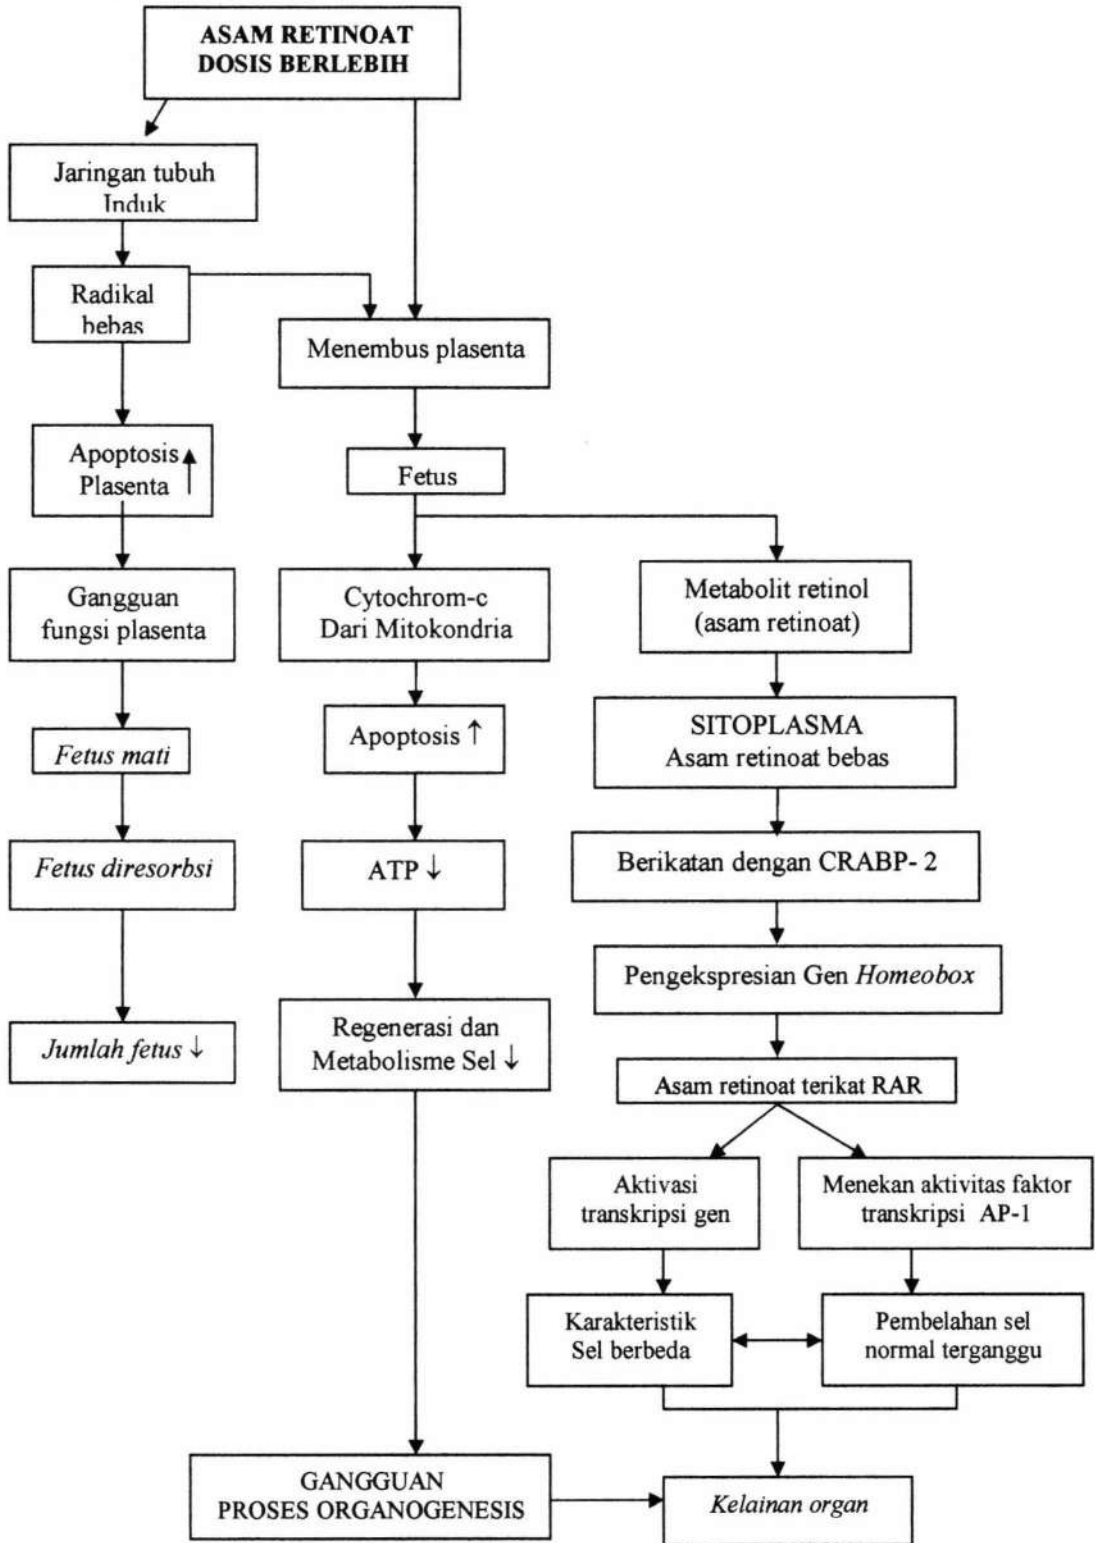 ASAM RETINOAT
DOSIS BERLEBIH
Jaringan tubuh
Induk
Radikal
bebas
Menembus plasenta
Apoptosis ↑
Plasenta
Fetus
Gangguan
fungsi plasenta
Cytochrom-c
Dari Mitokondria
Metabolit retinol
(asam retinoat)
Fetus mati
Apoptosis ↑
SITOPLASMA
Asam retinoat bebas
Fetus diresorbsi
ATP ↓
Berikatan dengan CRABP- 2
Pengekspresian Gen Homeobox
Jumlah fetus ↓
Regenerasi dan
Metabolisme Sel ↓
Asam retinoat terikat RAR
Aktivasi
transkripsi gen
Menekan aktivitas faktor
transkripsi AP-1
Karakteristik
Sel berbeda
Pembelahan sel
normal terganggu
GANGGUAN
PROSES ORGANOGENESIS
Kelainan organ